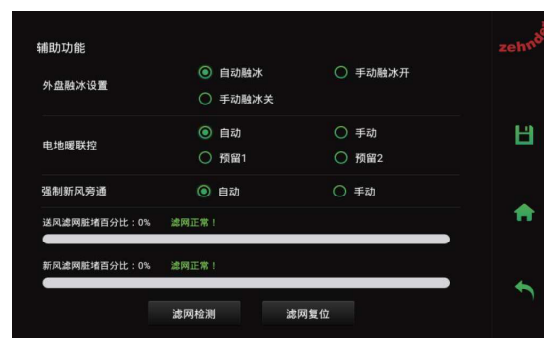 zehnder
辅助功能
外盘融冰设置
自动融冰
手动融冰开
手动融冰关
电地暖联控
自动
手动
预留1
预留2
强制新风旁通
自动
手动
送风滤网脏堵百分比：0% 滤网正常！
新风滤网脏堵百分比：0% 滤网正常！
滤网检测
滤网复位